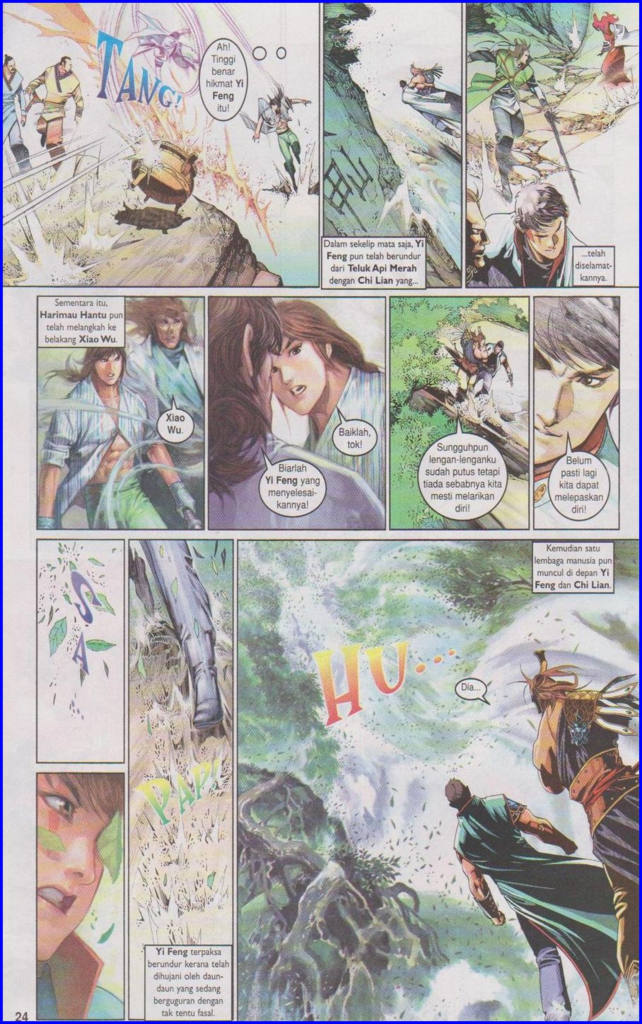 TANG!
Ah!
Tinggi
benar
hikmat Yi
Feng
itu!
Dalam sekelip mata saja, Yi
Feng pun telah berundur
dari Teluk Api Merah
dengan Chi Lian yang...
...telah
diselamat-
kannya.
Sementara itu,
Harimau Hantu pun
telah melangkah ke
belakang Xiao Wu.
Xiao
Wu.
Biarlah
Yi Feng yang
menyelesai-
kannya!
Baiklah,
tok!
Sungguhpun
lengan-lenganku
sudah putus tetapi
tiada sebabnya kita
mesti melarikan
diri!
Belum
pasti lagi
kita dapat
melepaskan
diri!
SA
PAP!
Yi Feng terpaksa
berundur kerana telah
dihujani oleh daun-
daun yang sedang
berguguran dengan
tak tentu fasal.
Kemudian satu
lembaga manusia pun
muncul di depan Yi
Feng dan Chi Lian.
HU...
Dia...
24